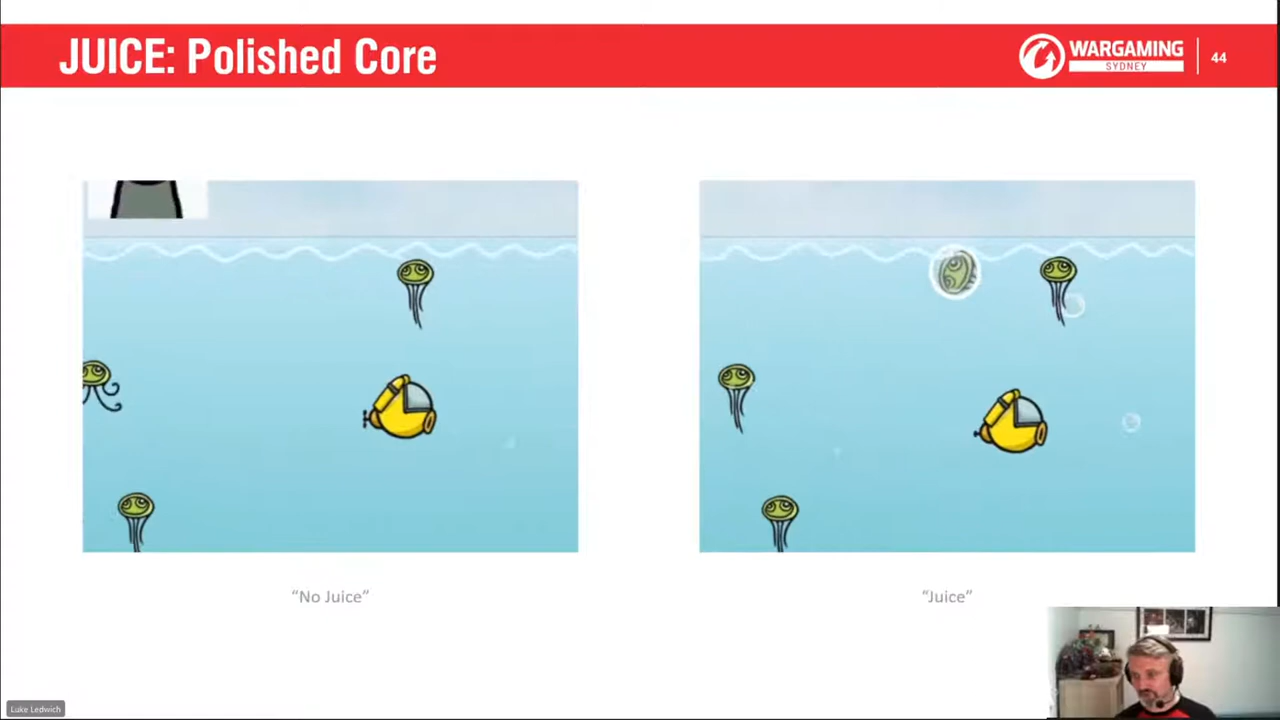 JUICE: Polished Core
WARGAMING
SYDNEY
44
“No Juice”
“Juice”
Luke Ledwich